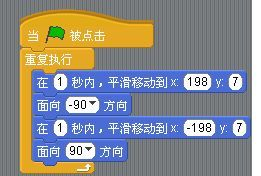 当 被点击
重复执行
在 1 秒内，平滑移动到 x: 198 y: 7
面向 -90 方向
在 1 秒内，平滑移动到 x: -198 y: 7
面向 90 方向